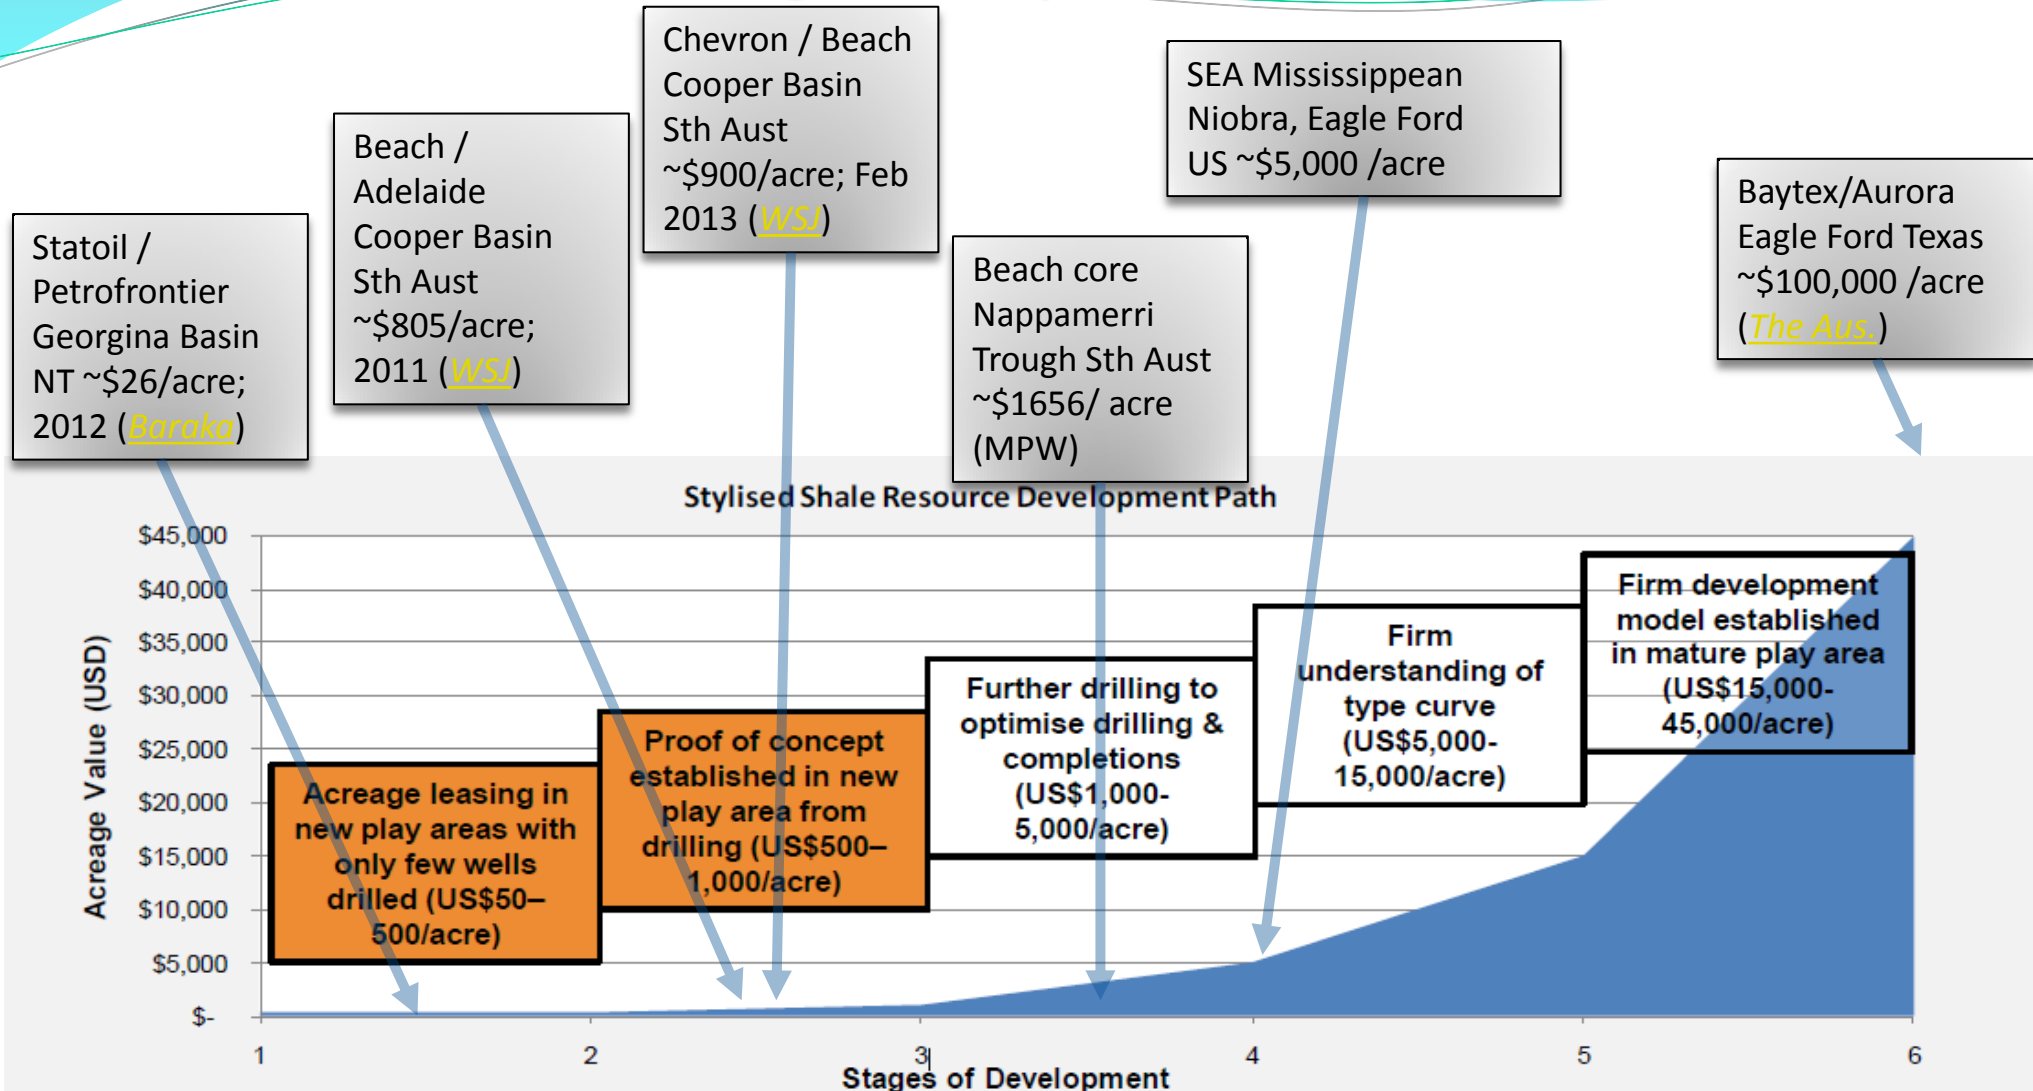 Statoil /
Petrofrontier
Georgina Basin
NT ~$26/acre;
2012 (Baraka)
Beach /
Adelaide
Cooper Basin
Sth Aust
~$805/acre;
2011 (WSJ)
Chevron / Beach
Cooper Basin
Sth Aust
~$900/acre; Feb
2013 (WSJ)
Beach core
Nappamerri
Trough Sth Aust
~$1656/ acre
(MPW)
SEA Mississippean
Niobra, Eagle Ford
US ~$5,000 /acre
Baytex/Aurora
Eagle Ford Texas
~$100,000 /acre
(The Aus.)
Stylised Shale Resource Development Path
Acreage Value (USD)
$45,000
$40,000
$35,000
$30,000
$25,000
$20,000
$15,000
$10,000
$5,000
$-
Acreage leasing in
new play areas with
only few wells
drilled (US$50–
500/acre)
Proof of concept
established in new
play area from
drilling (US$500–
1,000/acre)
Further drilling to
optimise drilling &
completions
(US$1,000-
5,000/acre)
Firm
understanding of
type curve
(US$5,000-
15,000/acre)
Firm development
model established
in mature play area
(US$15,000-
45,000/acre)
1 2 3 4 5 6
Stages of Development